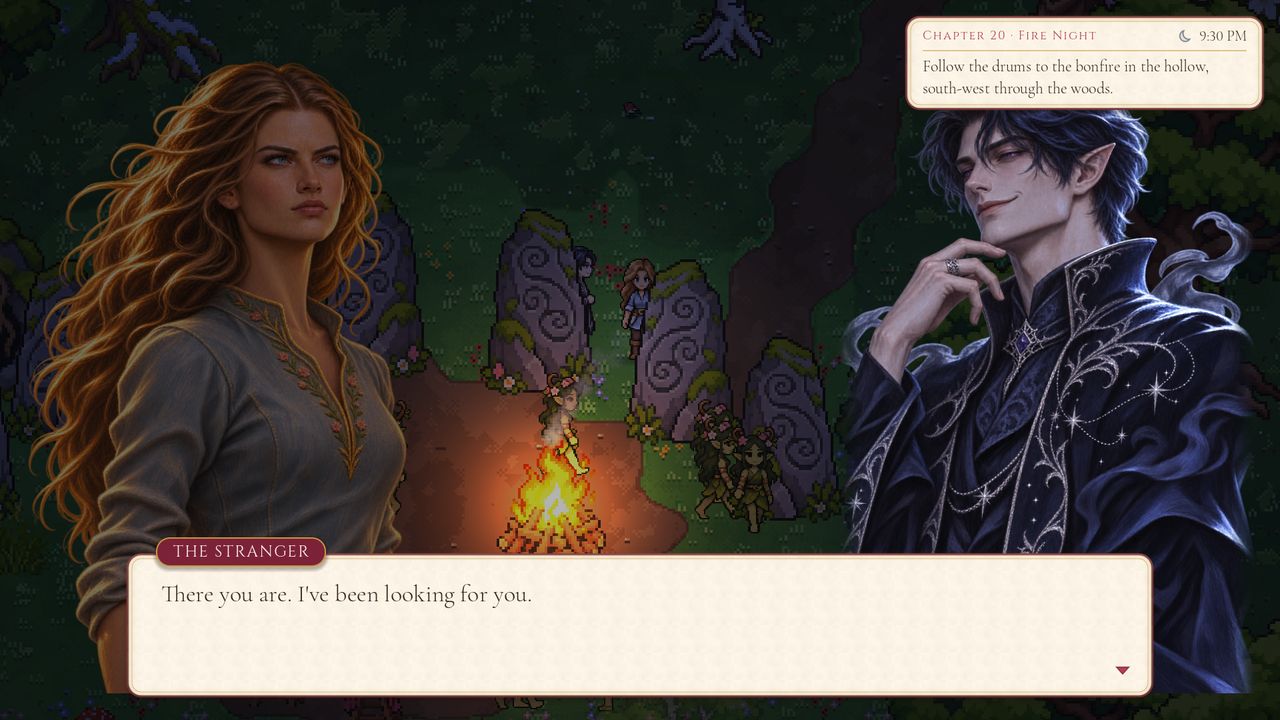 CHAPTER 20 · FIRE NIGHT
9:30 PM
Follow the drums to the bonfire in the hollow,
south-west through the woods.
THE STRANGER
There you are. I've been looking for you.